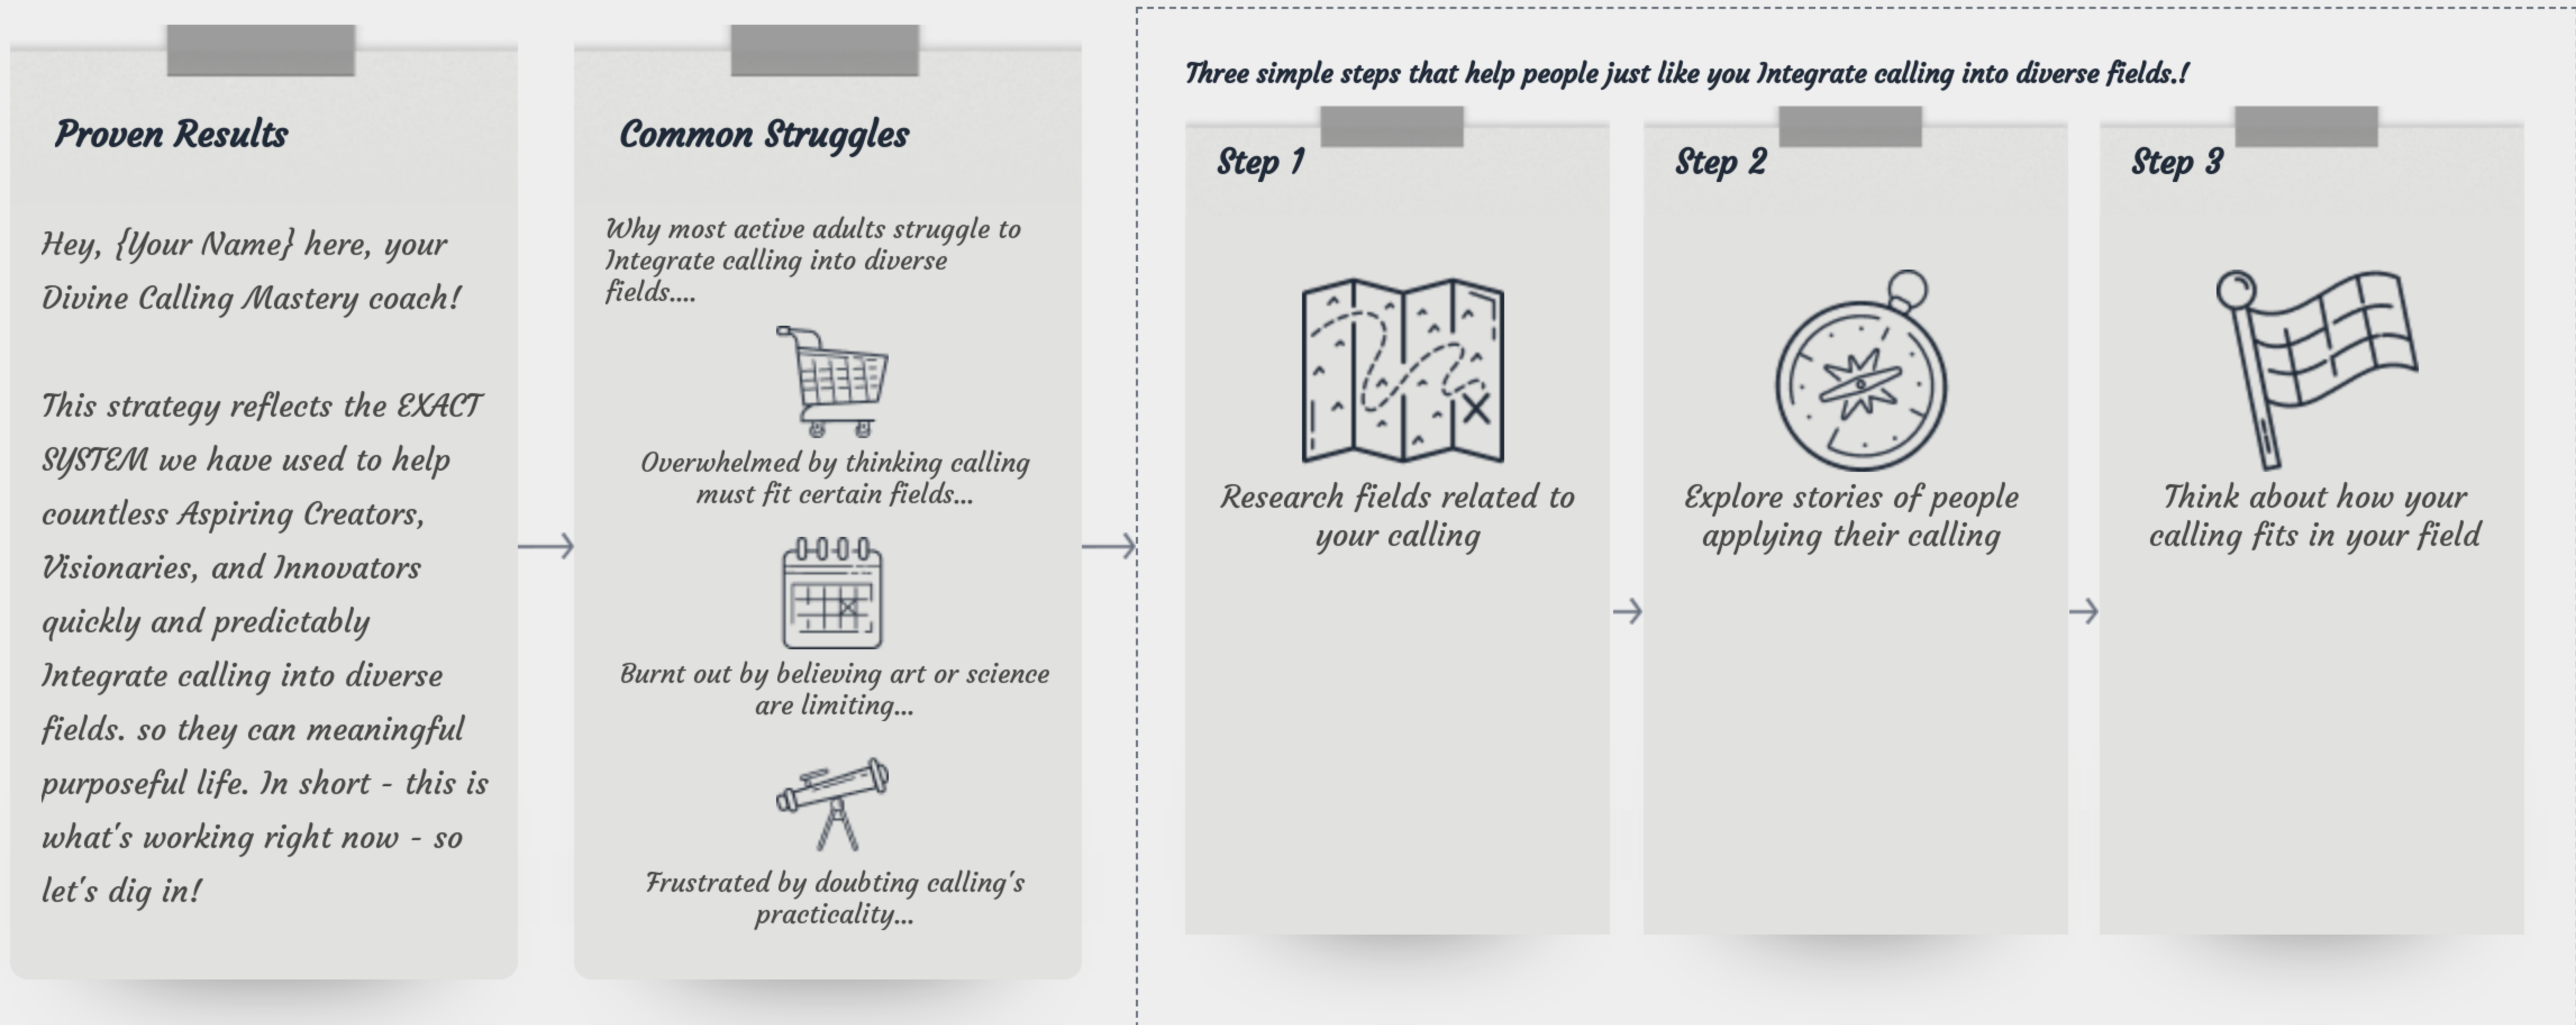 Proven Results
Hey, {Your Name} here, your
Divine Calling Mastery coach!
This strategy reflects the EXACT
SYSTEM we have used to help
countless Aspiring Creators,
Visionaries, and Innovators
quickly and predictably
Integrate calling into diverse
fields. so they can meaningful
purposeful life. In short - this is
what's working right now - so
let's dig in!
Common Struggles
Why most active adults struggle to
Integrate calling into diverse
fields....
Overwhelmed by thinking calling
must fit certain fields...
Burnt out by believing art or science
are limiting...
Frustrated by doubting calling's
practicality...
Three simple steps that help people just like you Integrate calling into diverse fields.!
Step 1
Research fields related to
your calling
Step 2
Explore stories of people
applying their calling
Step 3
Think about how your
calling fits in your field